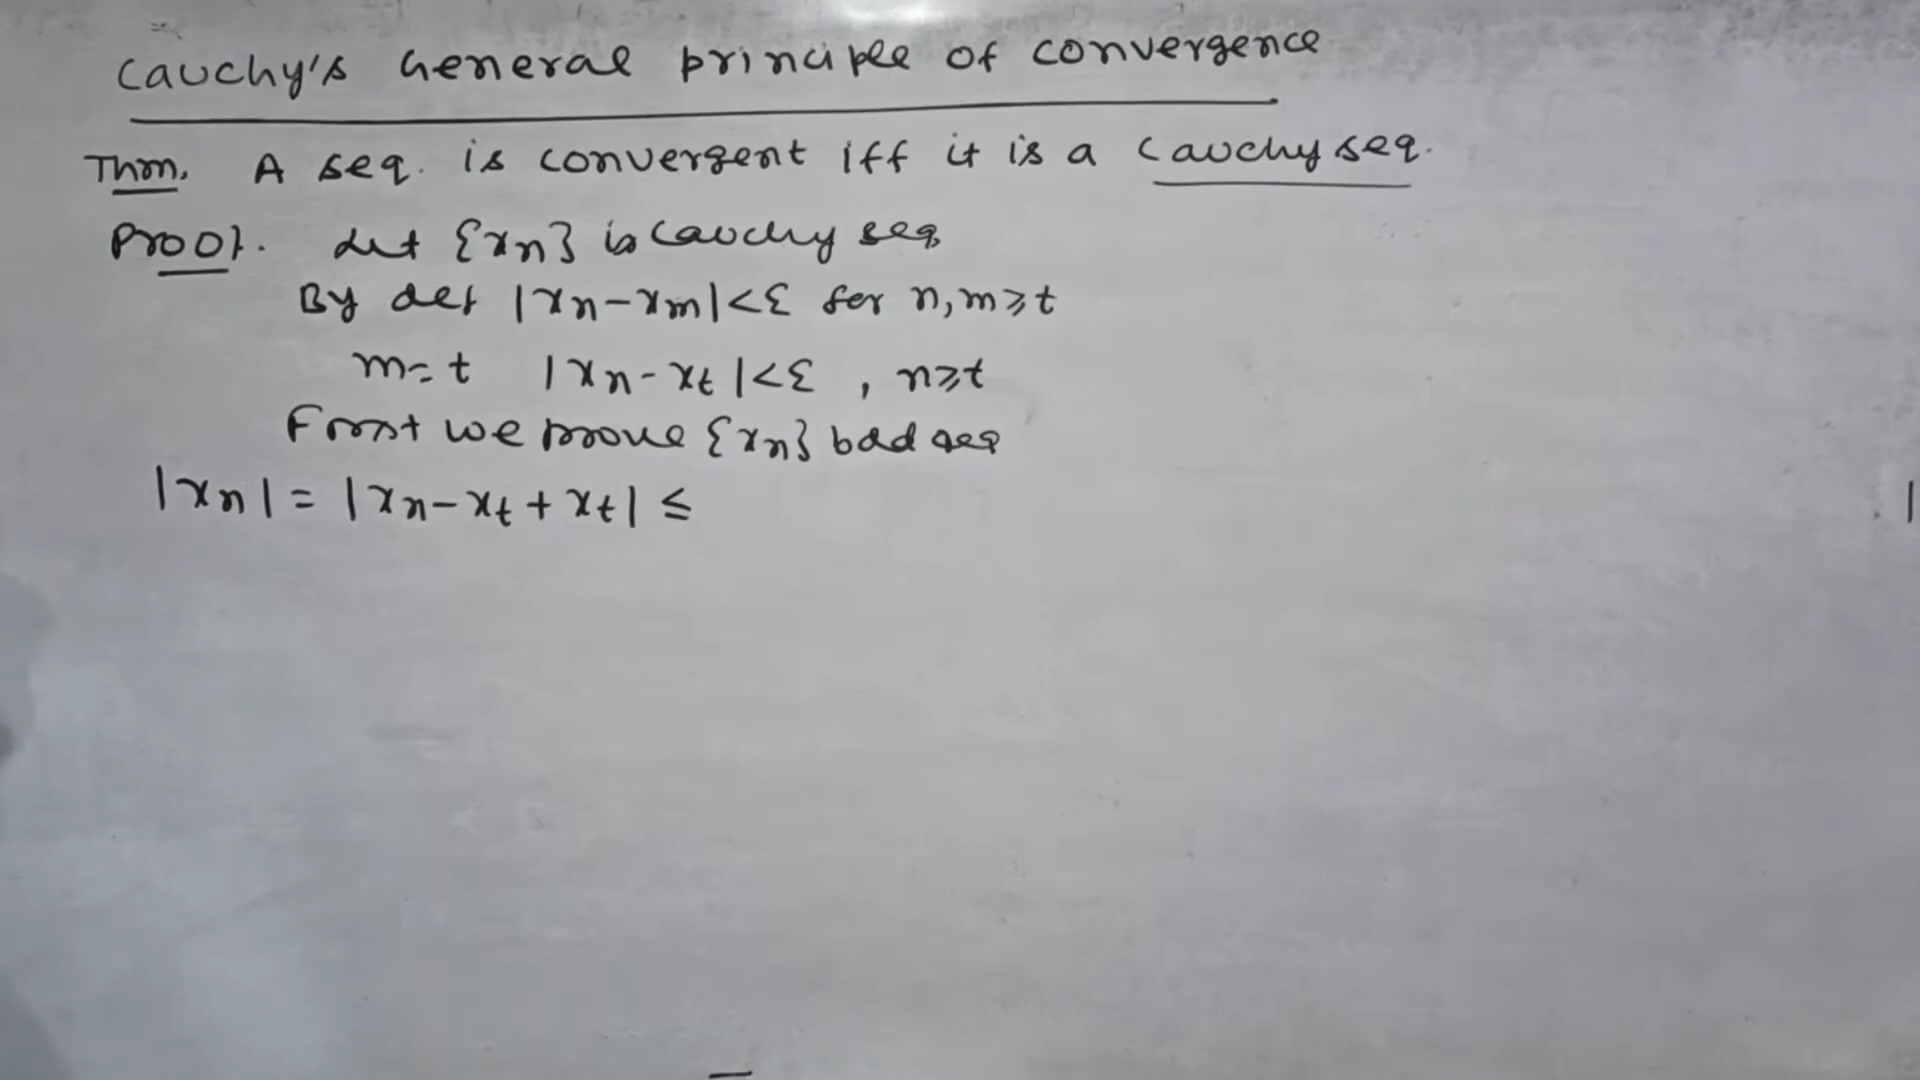 Cauchy's General principle of convergence
Thm. A seq. is convergent iff it is a Cauchy seq.
Proof. Let {xn} is Cauchy seq
By def |xn-xm|<ε for n,m≥t
m=t |xn-xt|<ε , n≥t
First we prove {xn} bdd seq
|xn| = |xn-xt+xt| ≤